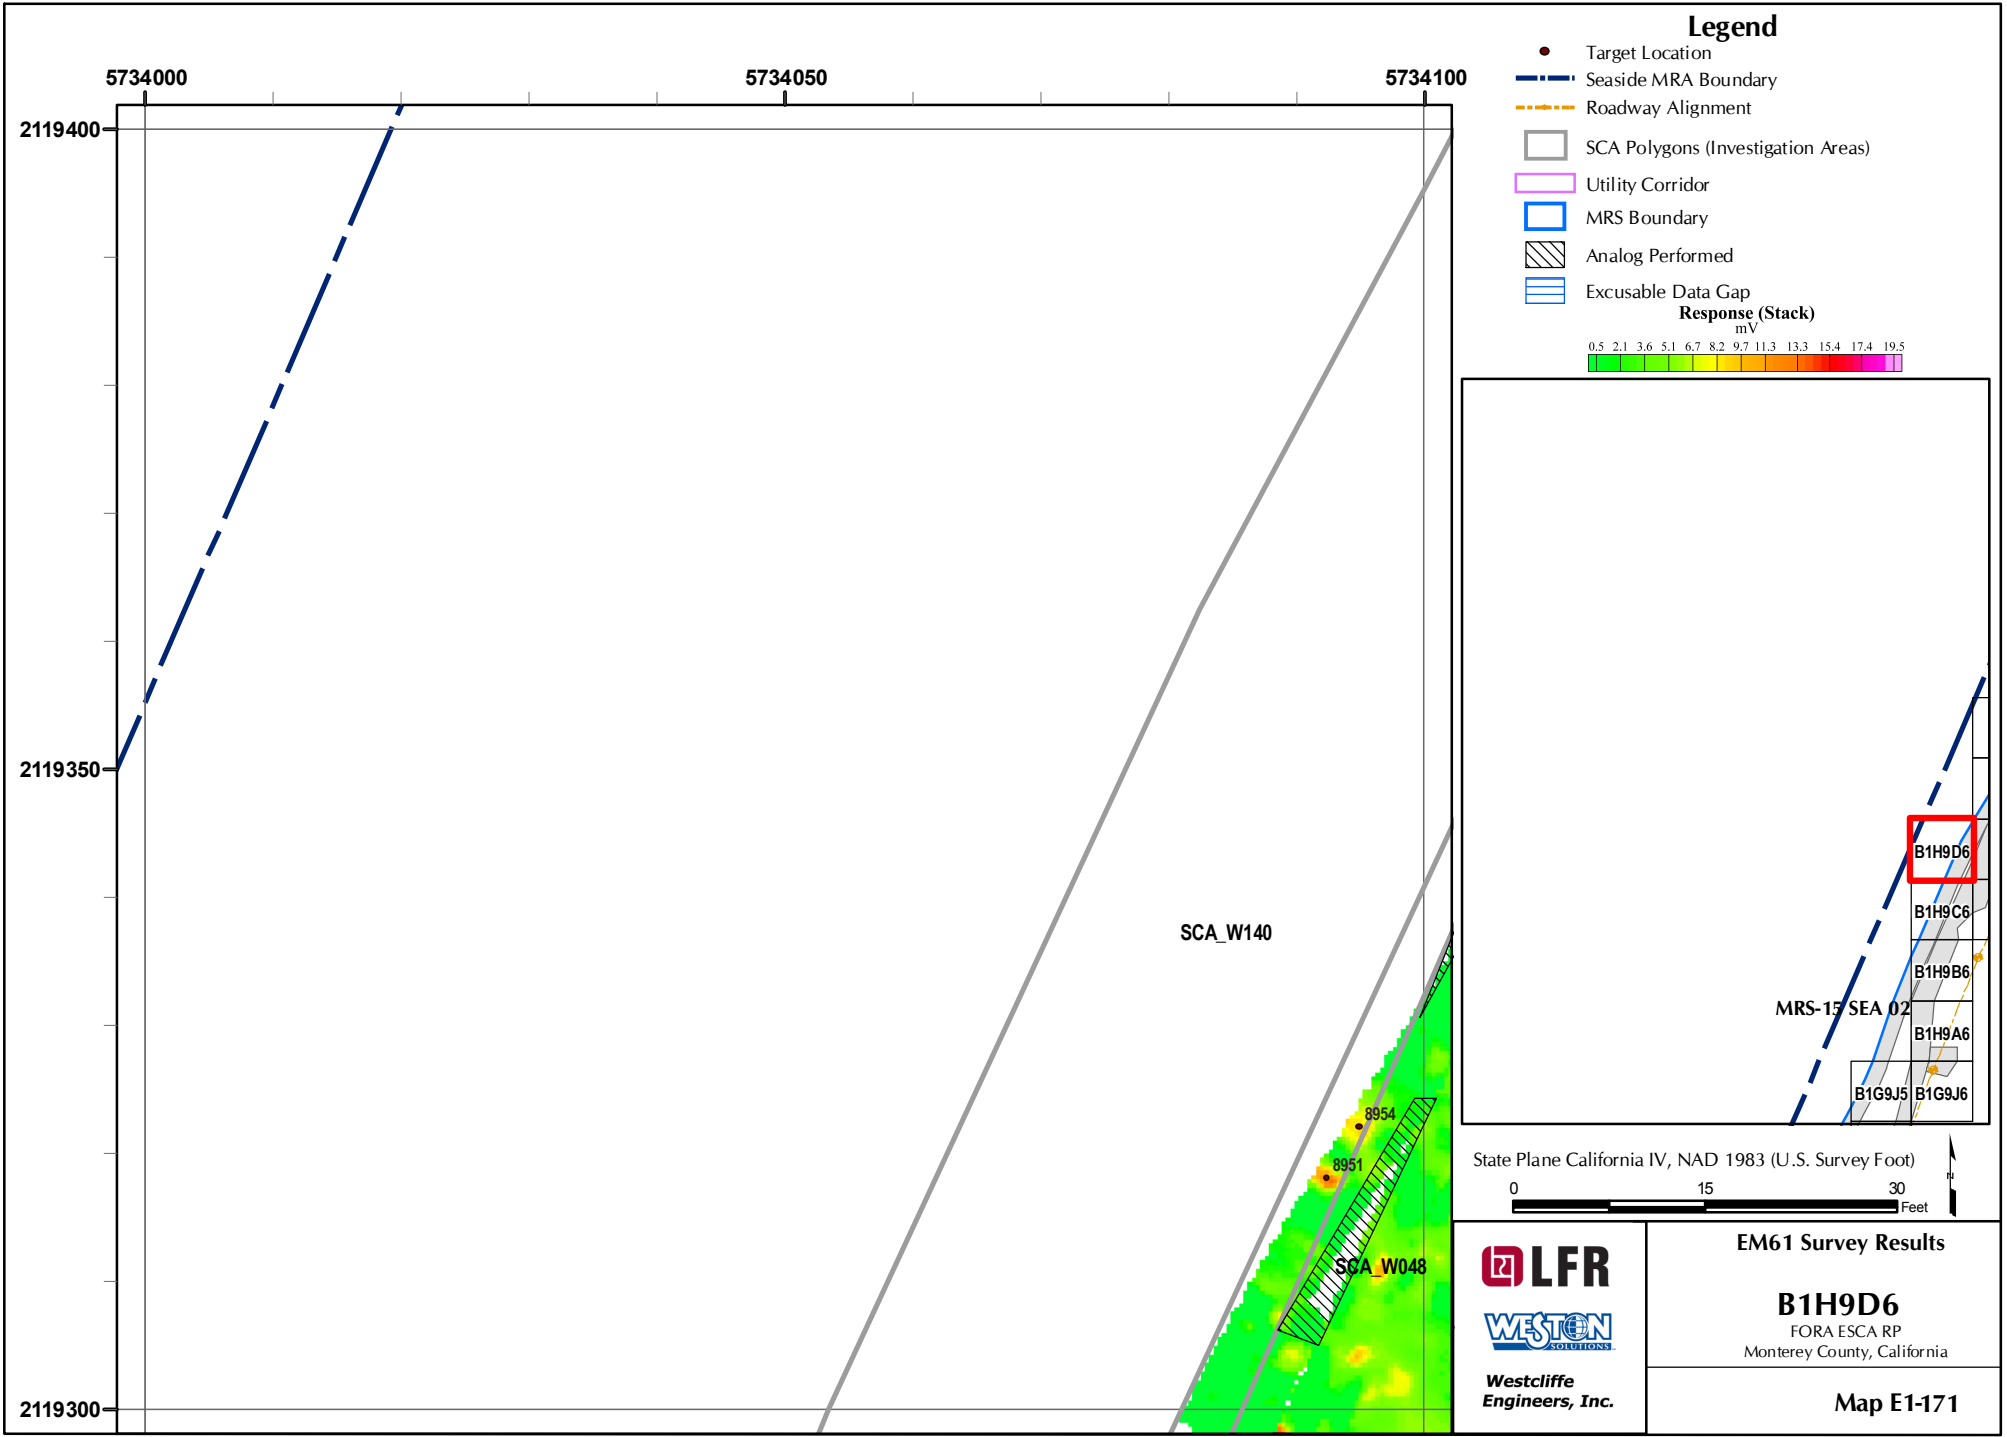 Legend
Target Location
Seaside MRA Boundary
Roadway Alignment
SCA Polygons (Investigation Areas)
Utility Corridor
MRS Boundary
Analog Performed
Excusable Data Gap
Response (Stack)
mV
0.5 2.1 3.6 5.1 6.7 8.2 9.7 11.3 13.3 15.4 17.4 19.5
5734000 5734050 5734100
2119400
2119350
2119300
SCA_W140
8954
8951
SCA_W048
B1H9D6
B1H9C6
B1H9B6
MRS-15 SEA 02
B1H9A6
B1G9J5 B1G9J6
State Plane California IV, NAD 1983 (U.S. Survey Foot)
0 15 30
Feet
N
LFR
WESTON
SOLUTIONS
Westcliffe
Engineers, Inc.
EM61 Survey Results
B1H9D6
FORA ESCA RP
Monterey County, California
Map E1-171